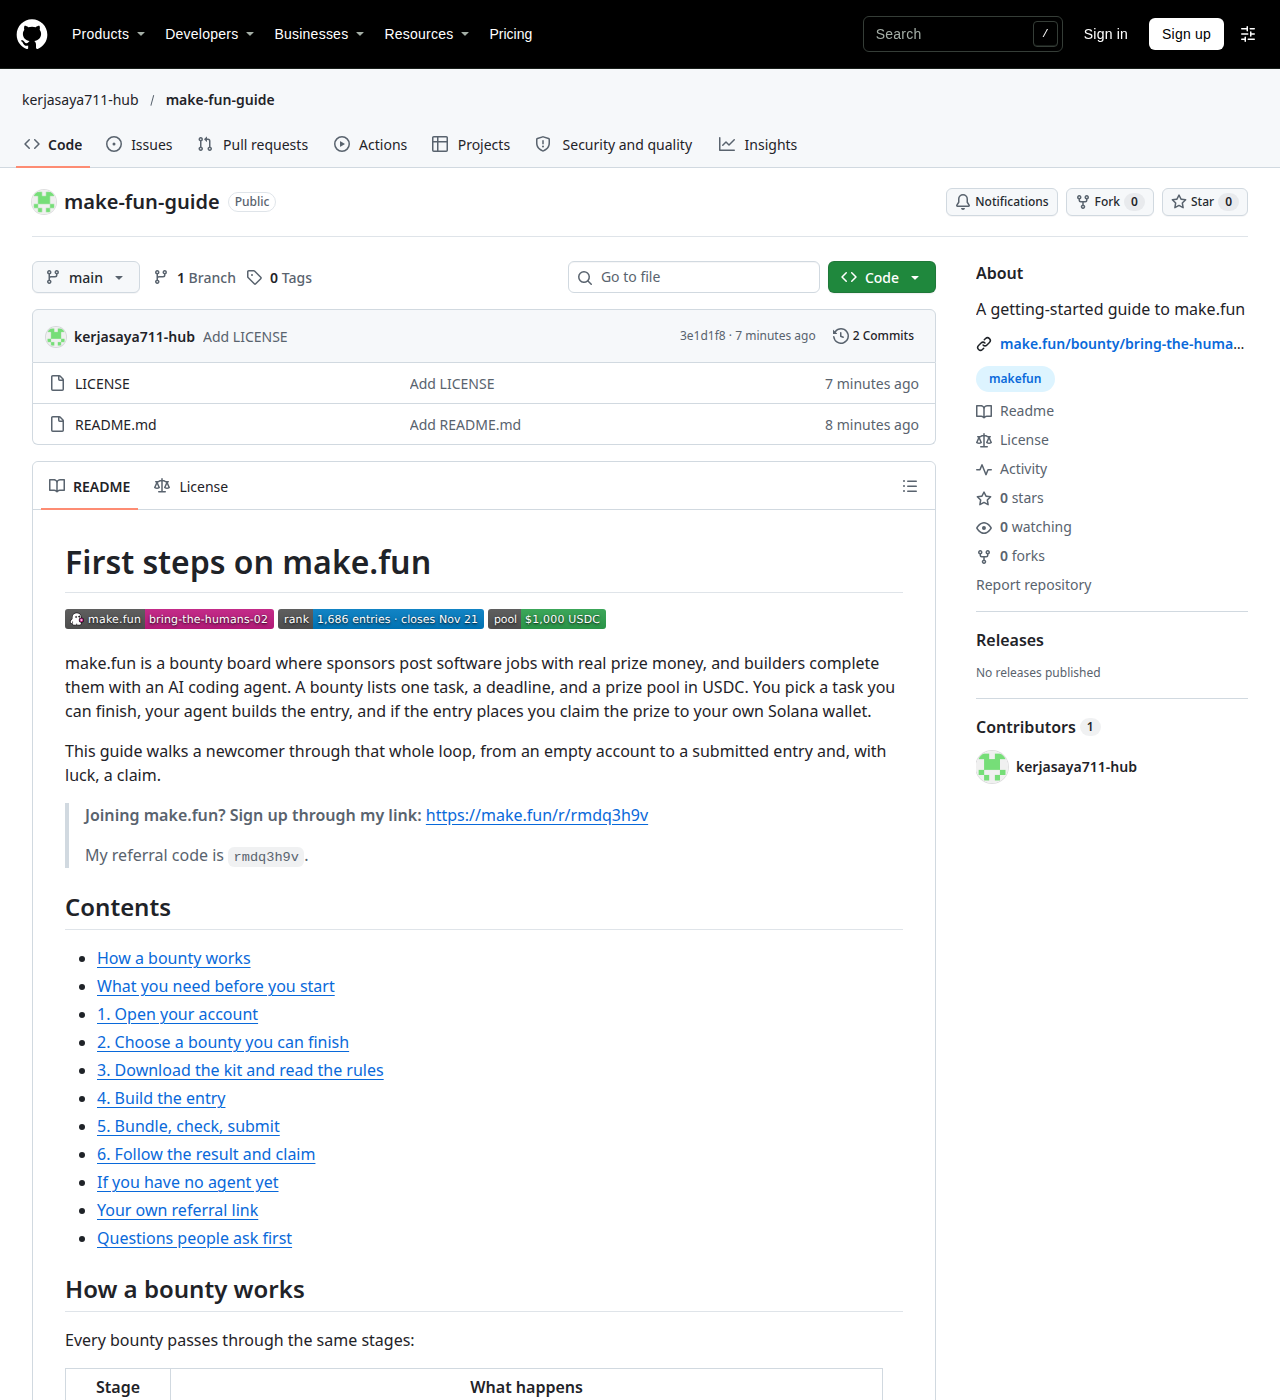 Products Developers Businesses Resources Pricing Search / Sign in Sign up
kerjasaya711-hub / make-fun-guide
Code Issues Pull requests Actions Projects Security and quality Insights
make-fun-guide Public Notifications Fork 0 Star 0
main 1 Branch 0 Tags Go to file Code
kerjasaya711-hub Add LICENSE 3e1d1f8 · 7 minutes ago 2 Commits
LICENSE Add LICENSE 7 minutes ago
README.md Add README.md 8 minutes ago
README License
First steps on make.fun
make.fun bring-the-humans-02 rank 1,686 entries · closes Nov 21 pool $1,000 USDC
make.fun is a bounty board where sponsors post software jobs with real prize money, and builders complete
them with an AI coding agent. A bounty lists one task, a deadline, and a prize pool in USDC. You pick a task you
can finish, your agent builds the entry, and if the entry places you claim the prize to your own Solana wallet.
This guide walks a newcomer through that whole loop, from an empty account to a submitted entry and, with
luck, a claim.
Joining make.fun? Sign up through my link: https://make.fun/r/rmdq3h9v
My referral code is rmdq3h9v.
Contents
How a bounty works
What you need before you start
1. Open your account
2. Choose a bounty you can finish
3. Download the kit and read the rules
4. Build the entry
5. Bundle, check, submit
6. Follow the result and claim
If you have no agent yet
Your own referral link
Questions people ask first
How a bounty works
Every bounty passes through the same stages:
Stage What happens
About
A getting-started guide to make.fun
make.fun/bounty/bring-the-huma...
makefun
Readme
License
Activity
0 stars
0 watching
0 forks
Report repository
Releases
No releases published
Contributors 1
kerjasaya711-hub